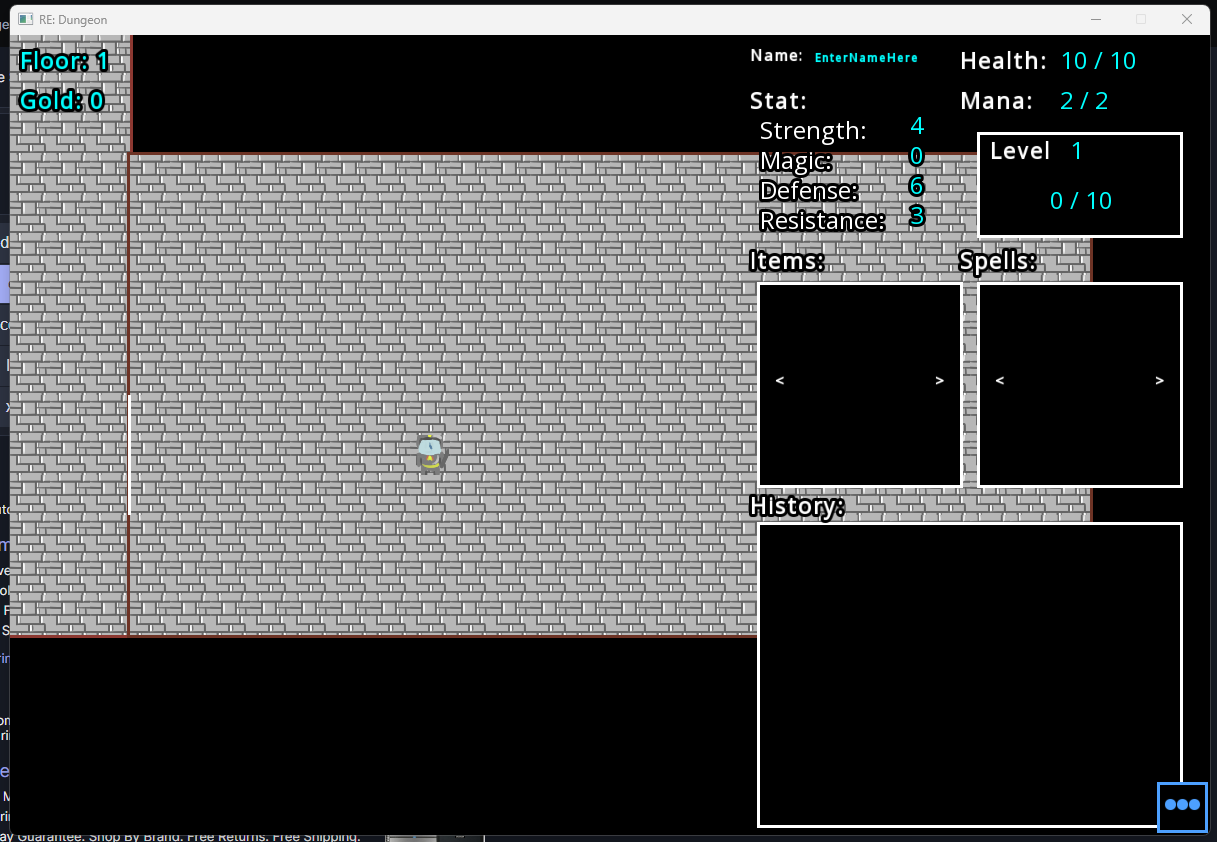 RE: Dungeon
Floor: 1
Gold: 0
Name: EnterNameHere
Health: 10 / 10
Stat:
Mana: 2 / 2
Strength: 4
Magic: 0
Defense: 6
Resistance: 3
Level 1
0 / 10
Items:
Spells:
< >
< >
History:
ay Guarantee. Shop By Brand. Free Returns. Free Shipping.